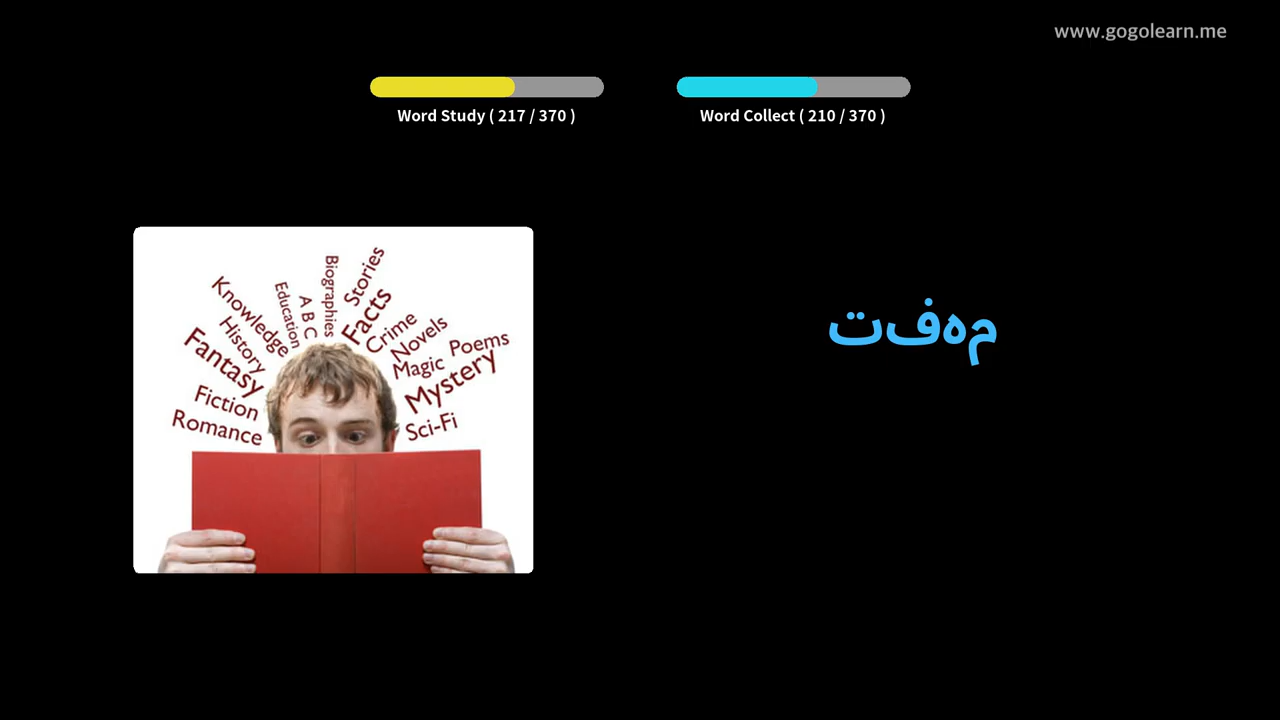 www.gogolearn.me
Word Study ( 217 / 370 )
Word Collect ( 210 / 370 )
Biographies
Stories
Education
A B C
Facts
Knowledge
Crime
History
Novels
Fantasy
Magic
Poems
Mystery
Fiction
Romance
Sci-Fi
مهفت